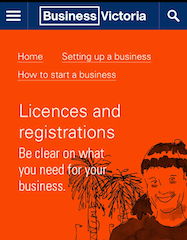 Business Victoria
Home Setting up a business
How to start a business
Licences and
registrations
Be clear on what
you need for your
business.